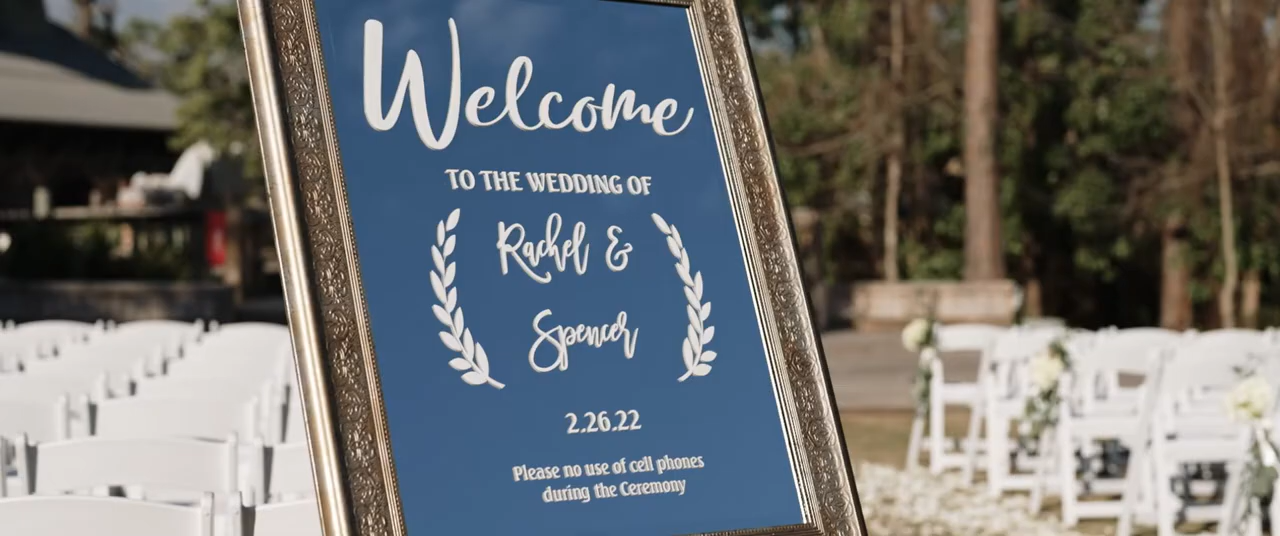 Welcome
TO THE WEDDING OF
Rachel &
Spencer
2.26.22
Please no use of cell phones
during the Ceremony